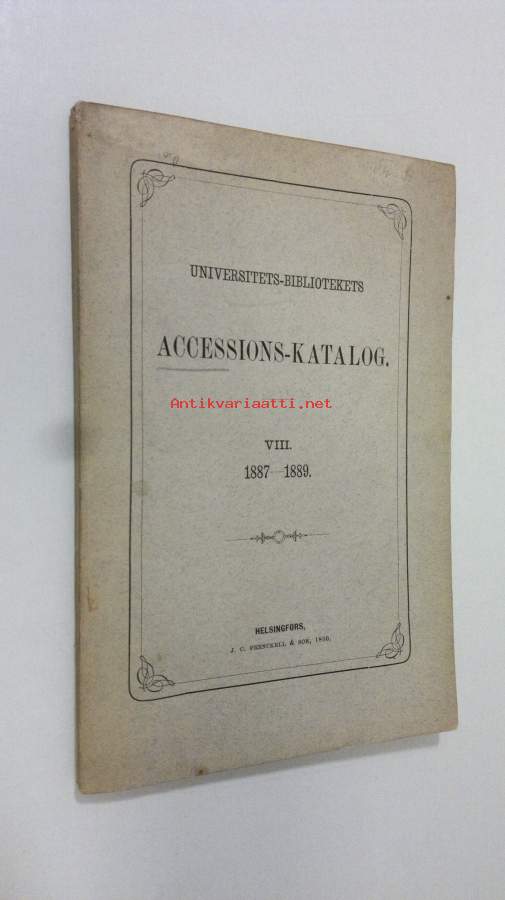 UNIVERSITETS-BIBLIOTEKETS
ACCESSIONS-KATALOG.
Antikvariaatti.net
VIII.
1887—1889.
HELSINGFORS,
J. C. FRENCKELL & SON, 1890.